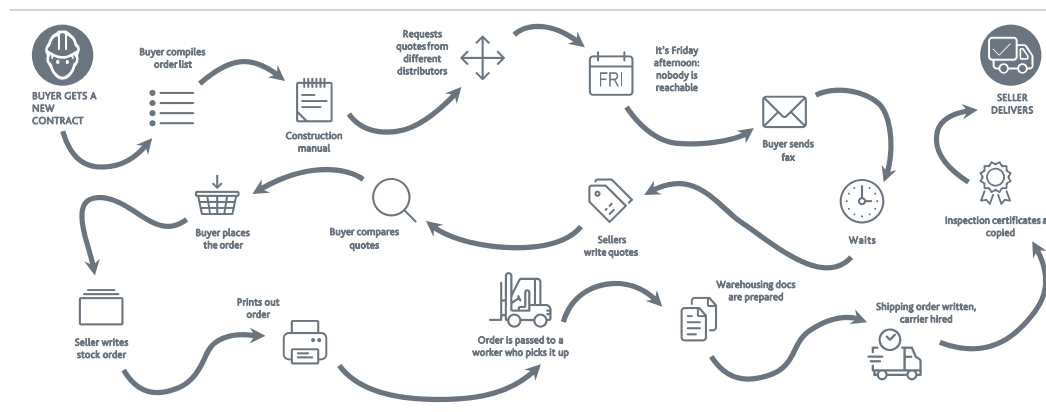 BUYER GETS A
NEW
CONTRACT
Buyer compiles
order list
Construction
manual
Requests
quotes from
different
distributors
FRI
It's Friday
afternoon:
nobody is
reachable
Buyer sends
fax
Waits
Sellers
write quotes
Buyer compares
quotes
Buyer places
the order
Seller writes
stock order
Prints out
order
Order is passed to a
worker who picks it up
Warehousing docs
are prepared
Shipping order written,
carrier hired
Inspection certificates a
copied
SELLER
DELIVERS